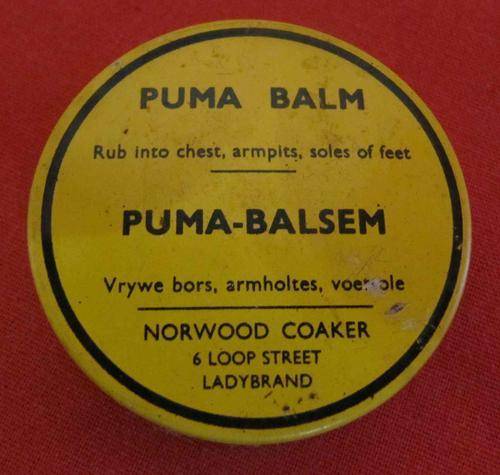 PUMA BALM
Rub into chest, armpits, soles of feet
PUMA-BALSEM
Vrywe bors, armholtes,
NORWOOD COAKER
6 LOOP STREET
LADYBRAND